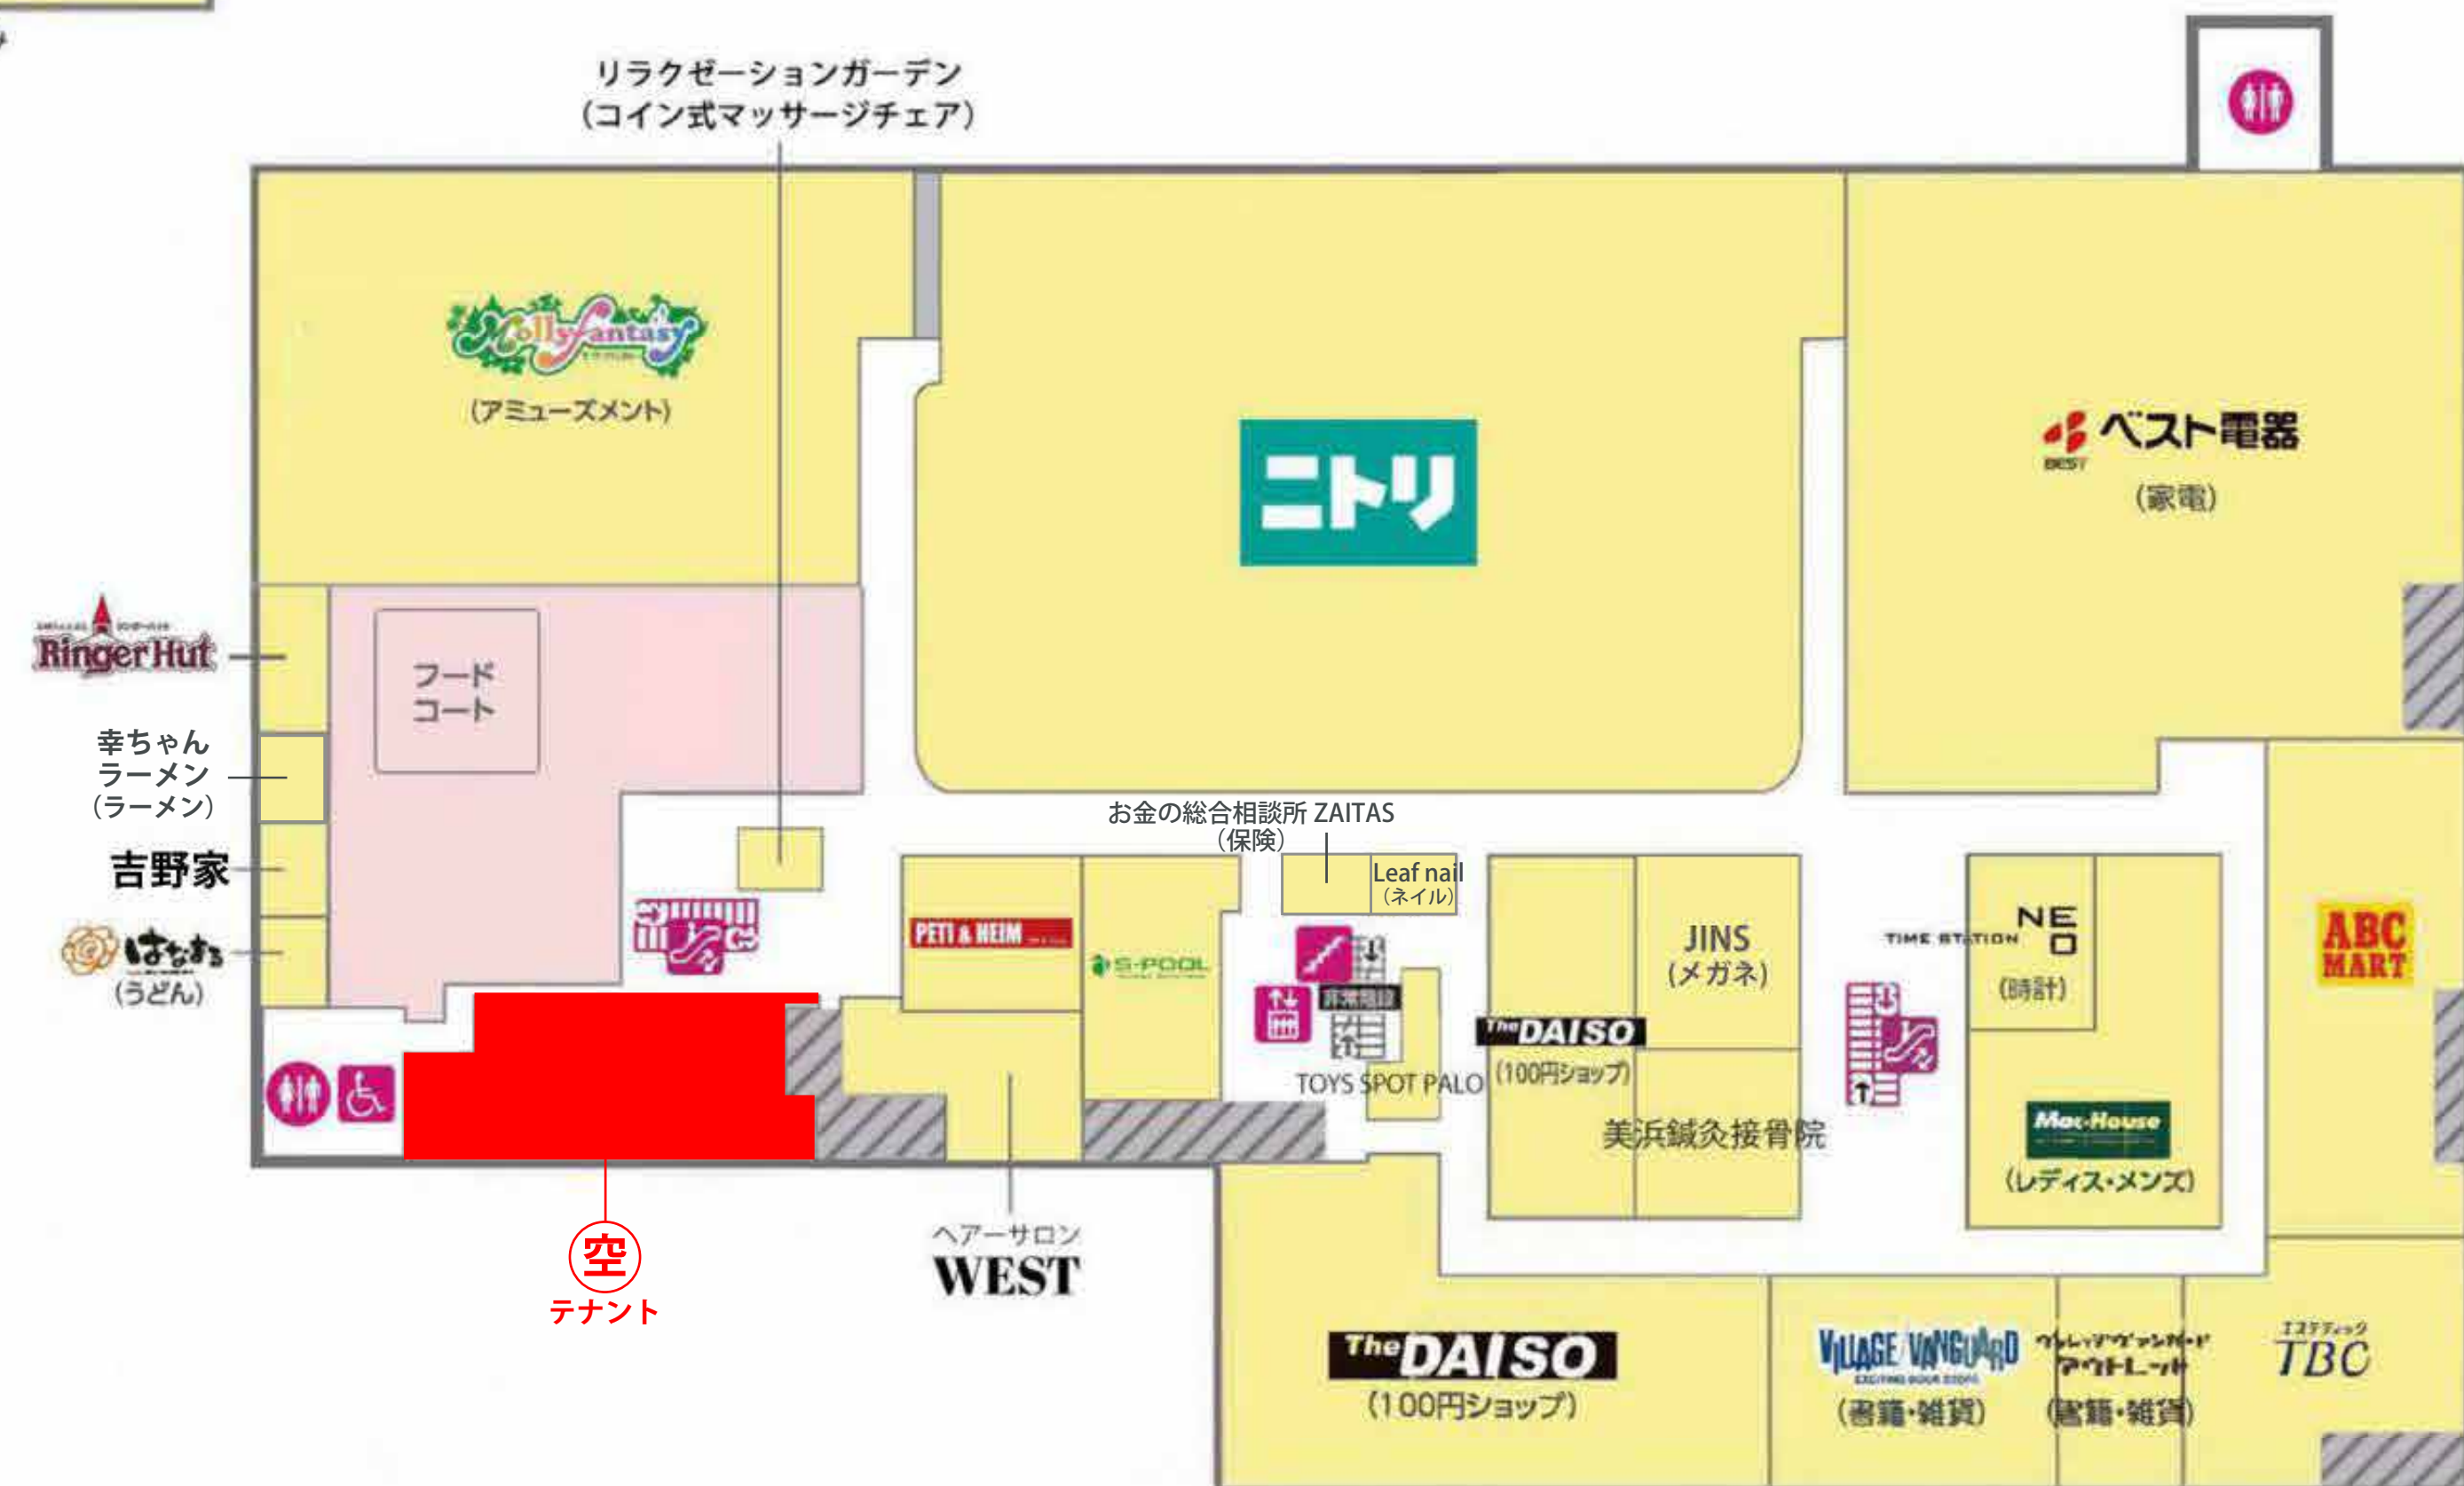 リラクゼーションガーデン
(コイン式マッサージチェア)
Mollyfantasy
(アミューズメント)
ニトリ
BEST
ベスト電器
(家電)
RingerHut
フード
コート
幸ちゃん
ラーメン
(ラーメン)
吉野家
はなまる
(うどん)
お金の総合相談所 ZAITAS
(保険)
Leaf nail
(ネイル)
PETI & HEIM
S-POOL
非常階段
TOYS SPOT PALO
The DAISO
(100円ショップ)
JINS
(メガネ)
美浜鍼灸接骨院
TIME STATION
NEO
(時計)
Mac-House
(レディス・メンズ)
ABC
MART
空
テナント
ヘアーサロン
WEST
The DAISO
(100円ショップ)
VILLAGE/VANGUARD
EXCITING BOOK STORE
(書籍・雑貨)
ヴィレッジヴァンガード
アウトレット
(書籍・雑貨)
エステティック
TBC